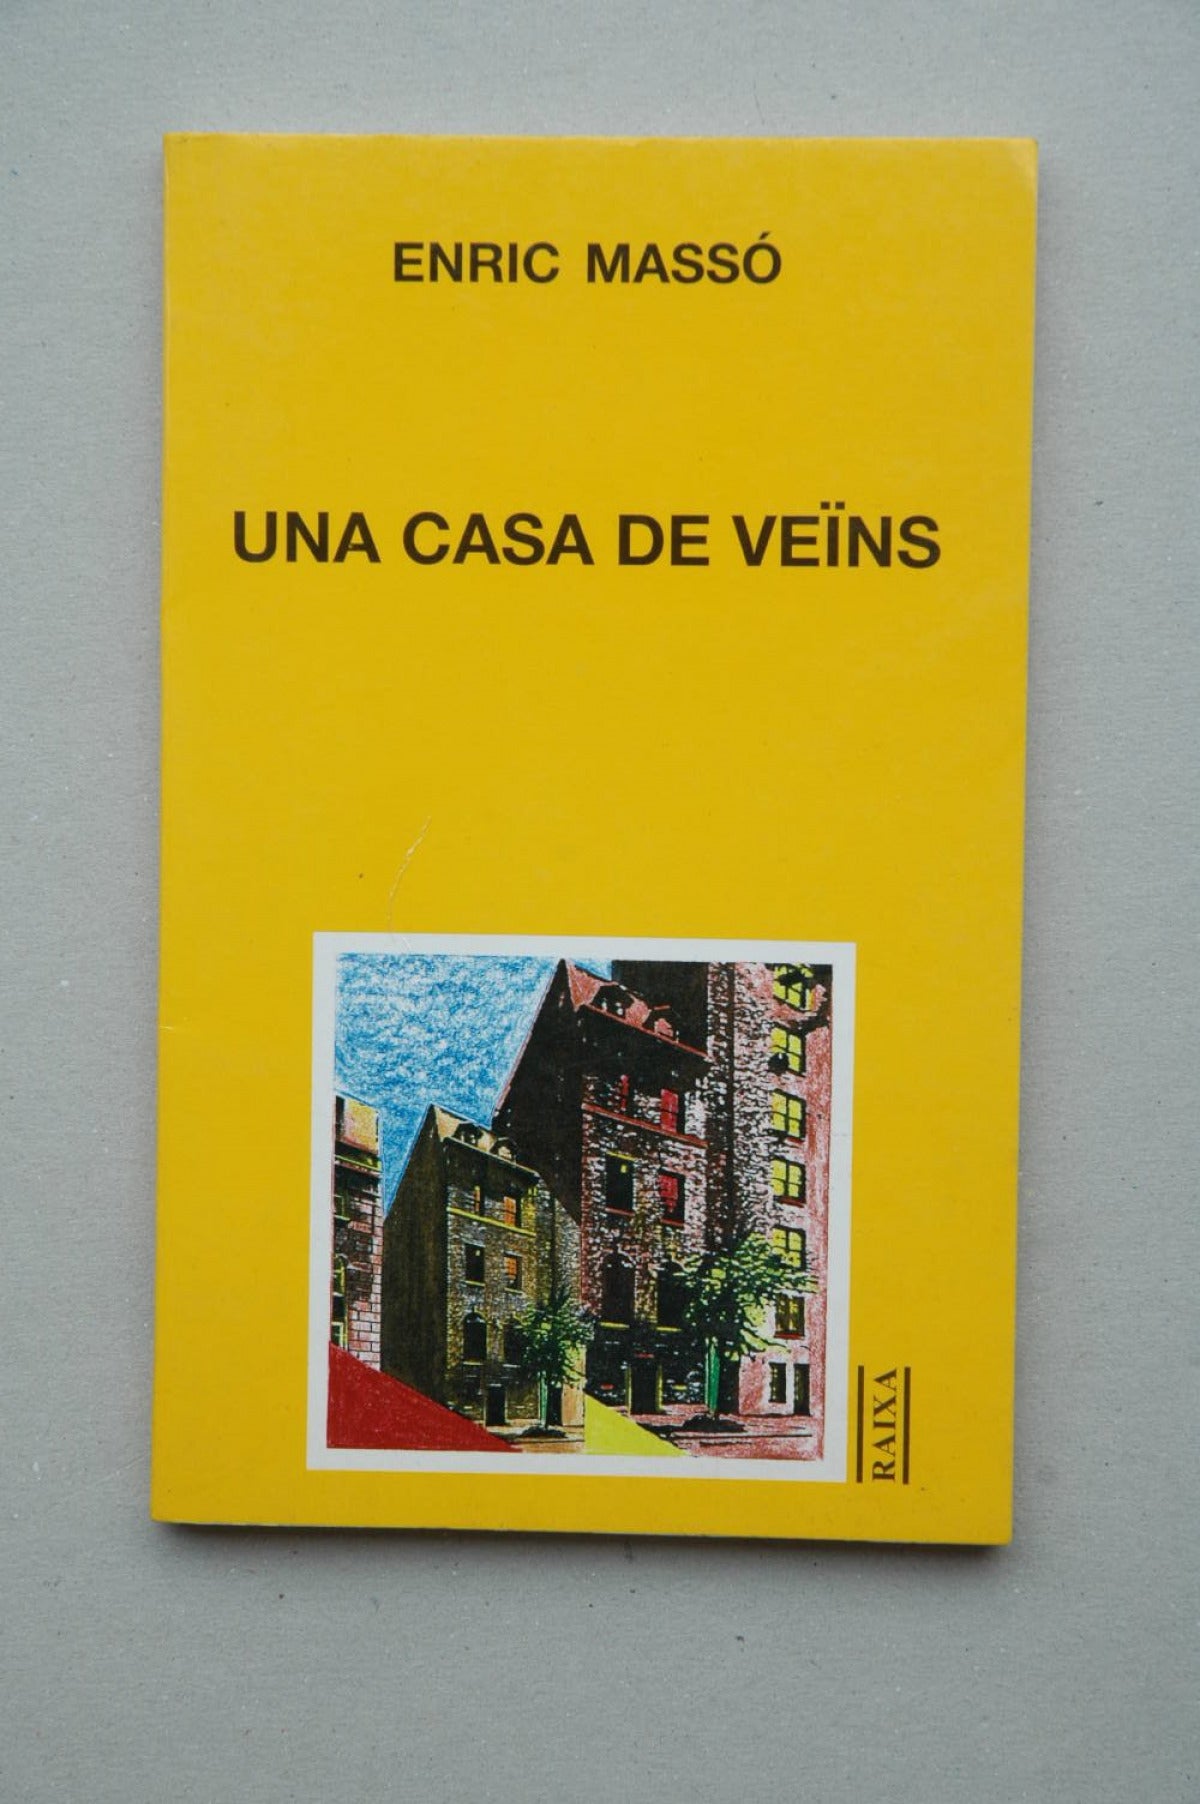 ENRIC MASSÓ
UNA CASA DE VEÏNS
RAIXA